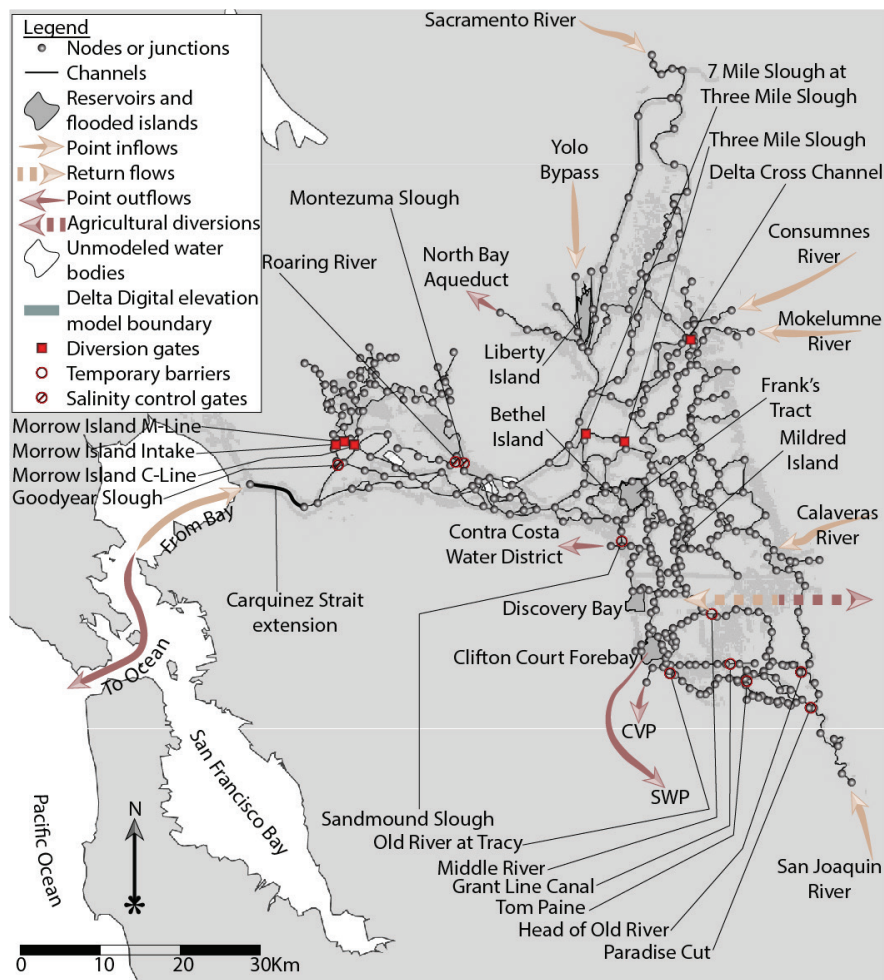 Legend
Nodes or junctions
Channels
Reservoirs and
flooded islands
Point inflows
Return flows
Point outflows
Agricultural diversions
Unmodeled water
bodies
Delta Digital elevation
model boundary
Diversion gates
Temporary barriers
Salinity control gates
Sacramento River
7 Mile Slough at
Three Mile Slough
Three Mile Slough
Delta Cross Channel
Yolo
Bypass
Montezuma Slough
Consumnes
River
North Bay
Aqueduct
Roaring River
Mokelumne
River
Liberty
Island
Frank's
Tract
Bethel
Island
Mildred
Island
Morrow Island M-Line
Morrow Island Intake
Morrow Island C-Line
Goodyear Slough
From Bay
Contra Costa
Water District
Calaveras
River
Carquinez Strait
extension
Discovery Bay
Clifton Court Forebay
To Ocean
CVP
SWP
San Francisco Bay
Pacific Ocean
N
Sandmound Slough
Old River at Tracy
Middle River
Grant Line Canal
Tom Paine
Head of Old River
Paradise Cut
San Joaquin
River
0 10 20 30Km